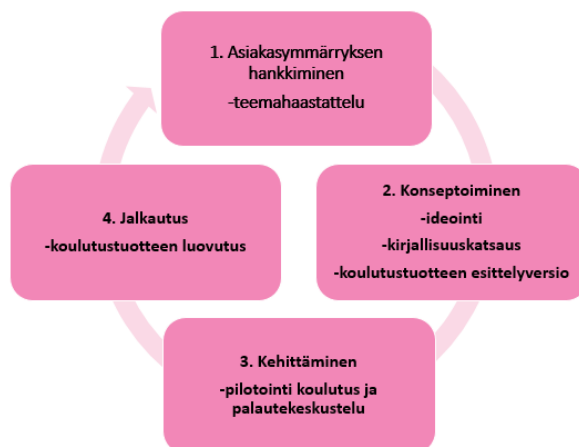 1. Asiakasymmärryksen
hankkiminen
-teemahaastattelu
2. Konseptoiminen
-ideointi
-kirjallisuuskatsaus
-koulutustuotteen esittelyversio
3. Kehittäminen
-pilotointi koulutus ja
palautekeskustelu
4. Jalkautus
-koulutustuotteen luovutus